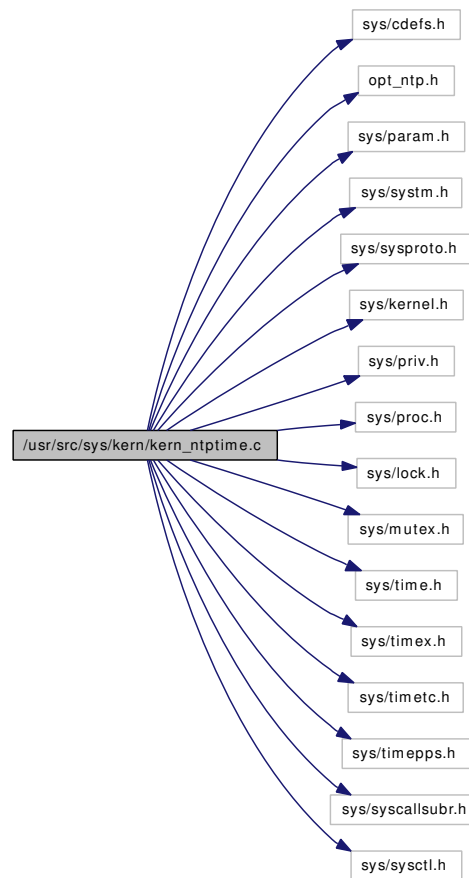 sys/cdefs.h
opt_ntp.h
sys/param.h
sys/systm.h
sys/sysproto.h
sys/kernel.h
sys/priv.h
sys/proc.h
/usr/src/sys/kern/kern_ntptime.c
sys/lock.h
sys/mutex.h
sys/time.h
sys/timex.h
sys/timetc.h
sys/timepps.h
sys/syscallsubr.h
sys/sysctl.h